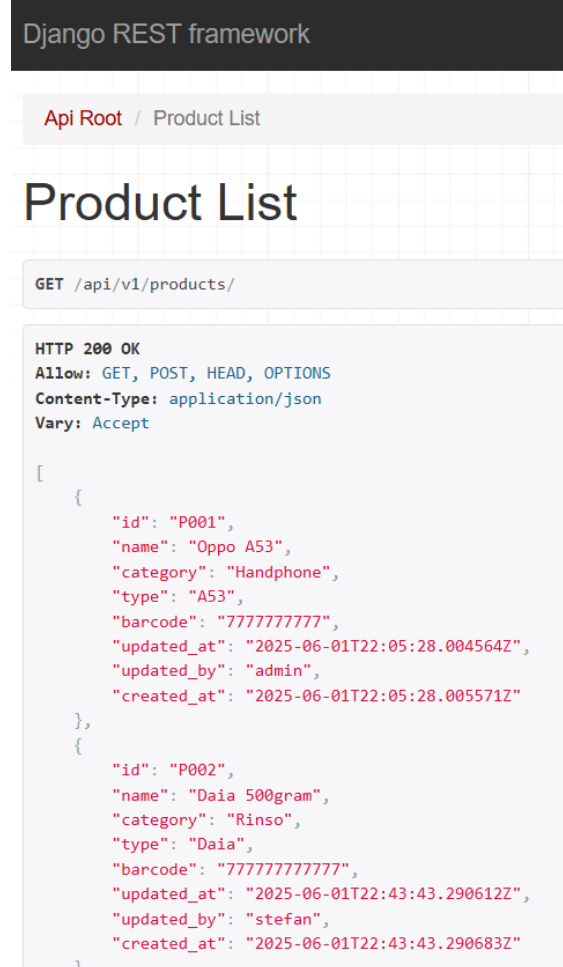 Django REST framework
Api Root / Product List
Product List
GET /api/v1/products/
HTTP 200 OK
Allow: GET, POST, HEAD, OPTIONS
Content-Type: application/json
Vary: Accept
[
    {
        "id": "P001",
        "name": "Oppo A53",
        "category": "Handphone",
        "type": "A53",
        "barcode": "7777777777",
        "updated_at": "2025-06-01T22:05:28.004564Z",
        "updated_by": "admin",
        "created_at": "2025-06-01T22:05:28.005571Z"
    },
    {
        "id": "P002",
        "name": "Daia 500gram",
        "category": "Rinso",
        "type": "Daia",
        "barcode": "777777777777",
        "updated_at": "2025-06-01T22:43:43.290612Z",
        "updated_by": "stefan",
        "created_at": "2025-06-01T22:43:43.290683Z"
    }